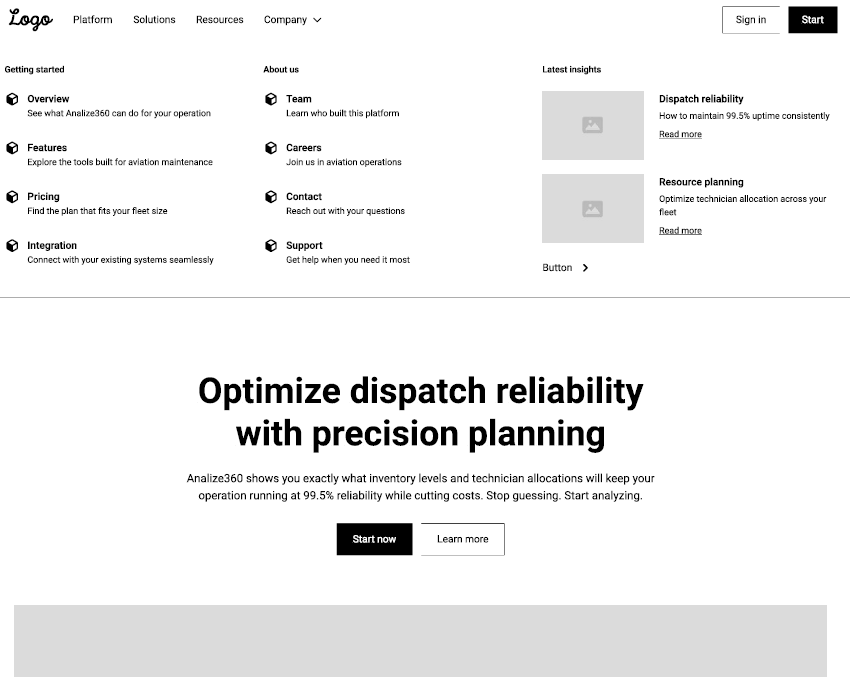 Logo Platform Solutions Resources Company Sign in Start
Getting started
Overview
See what Analize360 can do for your operation
Features
Explore the tools built for aviation maintenance
Pricing
Find the plan that fits your fleet size
Integration
Connect with your existing systems seamlessly
About us
Team
Learn who built this platform
Careers
Join us in aviation operations
Contact
Reach out with your questions
Support
Get help when you need it most
Latest insights
Dispatch reliability
How to maintain 99.5% uptime consistently
Read more
Resource planning
Optimize technician allocation across your
fleet
Read more
Button
Optimize dispatch reliability
with precision planning
Analize360 shows you exactly what inventory levels and technician allocations will keep your
operation running at 99.5% reliability while cutting costs. Stop guessing. Start analyzing.
Start now Learn more